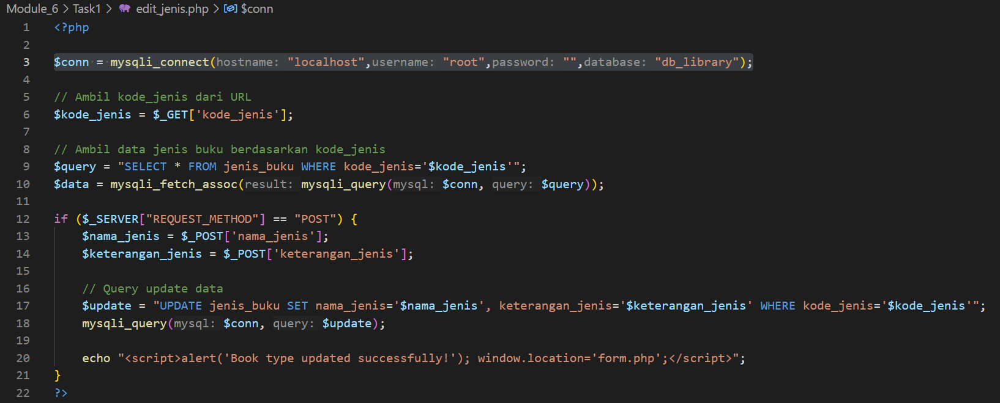 Module_6 > Task1 > edit_jenis.php > $conn
1 <?php
2
3 $conn = mysqli_connect(hostname: "localhost",username: "root",password: "",database: "db_library");
4
5 // Ambil kode_jenis dari URL
6 $kode_jenis = $_GET['kode_jenis'];
7
8 // Ambil data jenis buku berdasarkan kode_jenis
9 $query = "SELECT * FROM jenis_buku WHERE kode_jenis='$kode_jenis'";
10 $data = mysqli_fetch_assoc(result: mysqli_query(mysql: $conn, query: $query));
11
12 if ($_SERVER["REQUEST_METHOD"] == "POST") {
13     $nama_jenis = $_POST['nama_jenis'];
14     $keterangan_jenis = $_POST['keterangan_jenis'];
15
16     // Query update data
17     $update = "UPDATE jenis_buku SET nama_jenis='$nama_jenis', keterangan_jenis='$keterangan_jenis' WHERE kode_jenis='$kode_jenis'";
18     mysqli_query(mysql: $conn, query: $update);
19
20     echo "<script>alert('Book type updated successfully!'); window.location='form.php';</script>";
21 }
22 ?>